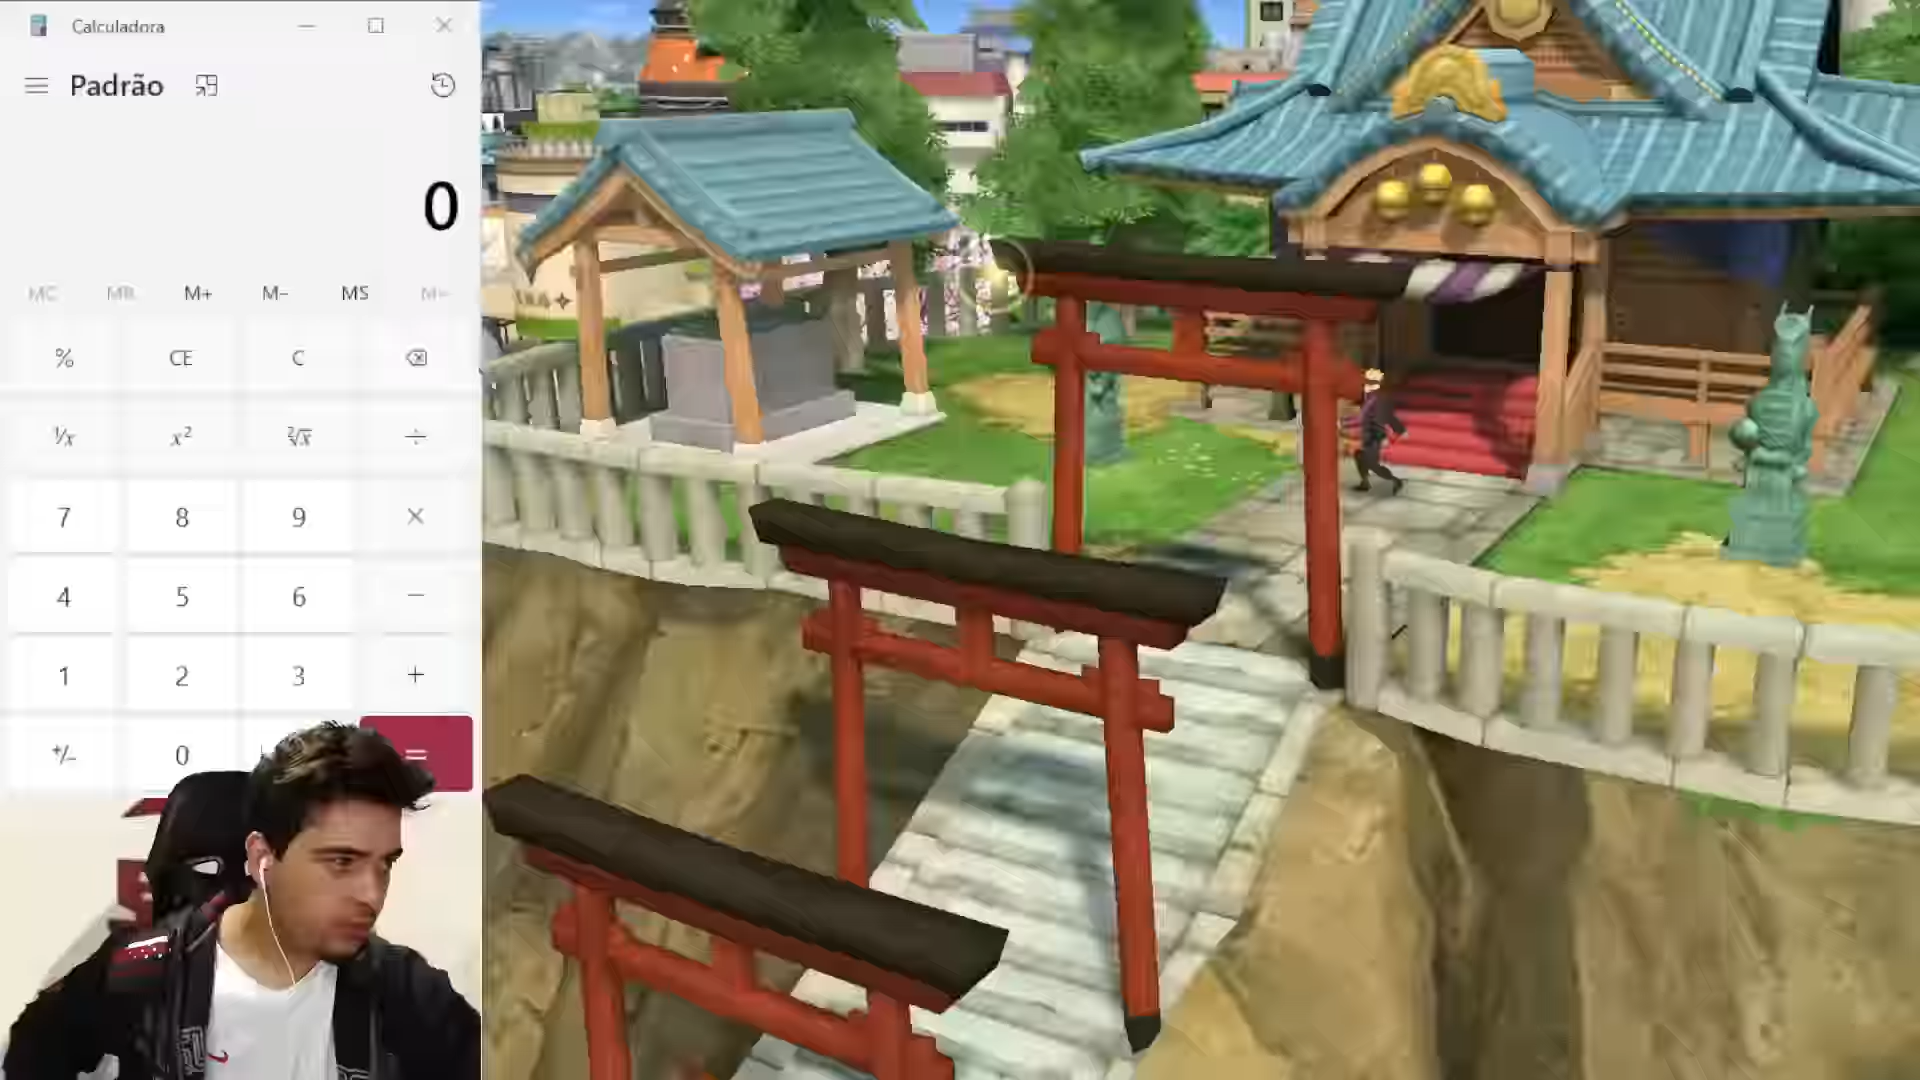 Calculadora
Padrão
0
MC MR M+ M- MS
% CE C
¹/x x² ²√x ÷
7 8 9 ×
4 5 6 −
1 2 3 +
+/- 0 =